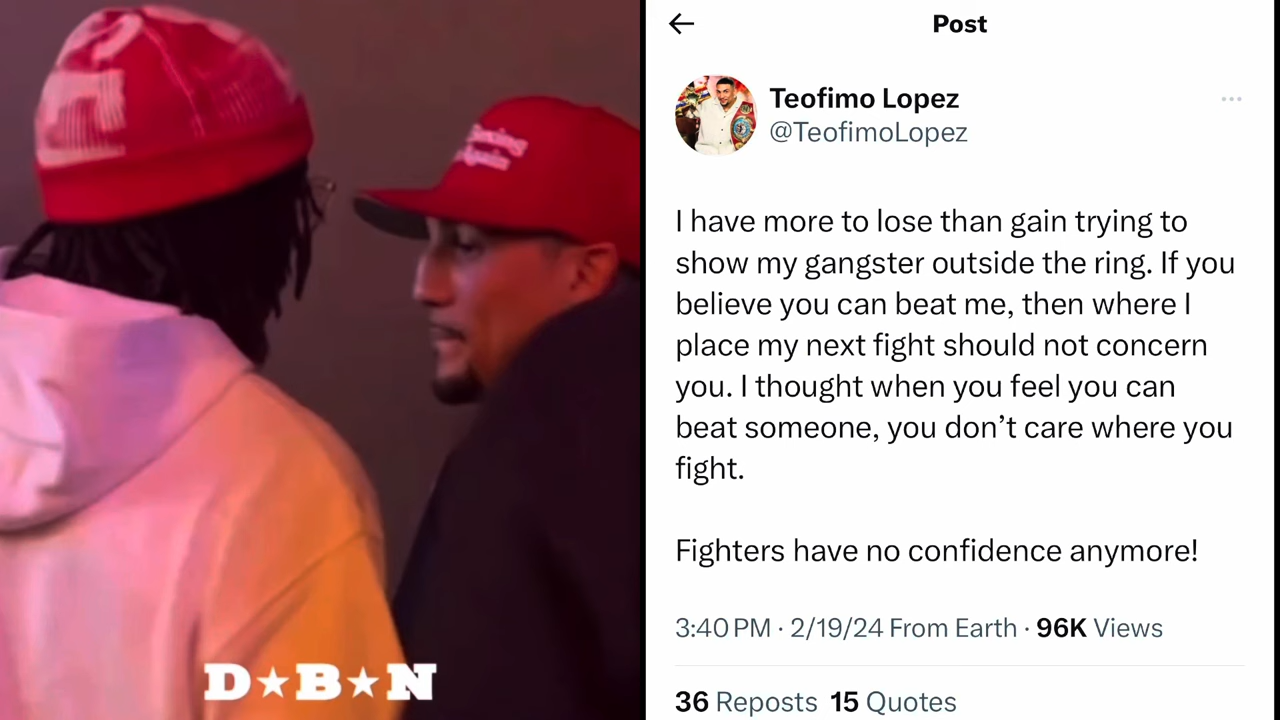 Boxing
Again
D★B★N
Post
Teofimo Lopez
@TeofimoLopez
I have more to lose than gain trying to
show my gangster outside the ring. If you
believe you can beat me, then where I
place my next fight should not concern
you. I thought when you feel you can
beat someone, you don’t care where you
fight.
Fighters have no confidence anymore!
3:40 PM · 2/19/24 From Earth · 96K Views
36 Reposts 15 Quotes